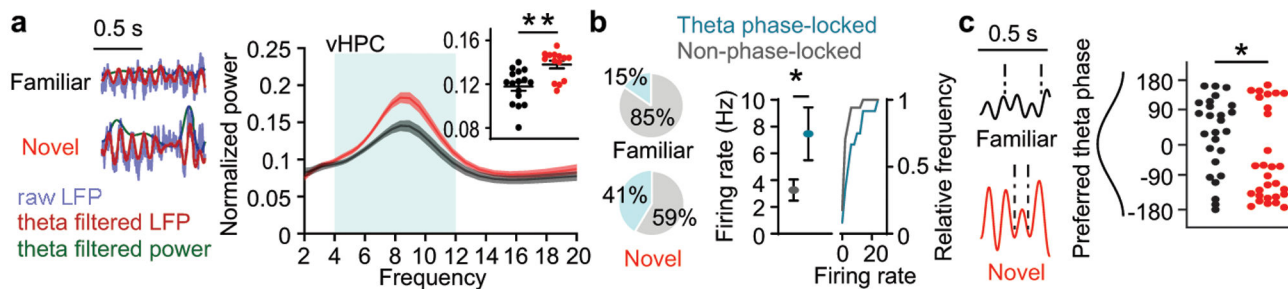 a
0.5 s
Familiar
Novel
raw LFP
theta filtered LFP
theta filtered power
vHPC
Normalized power
0.25
0.2
0.15
0.1
0.05
0
2 4 6 8 10 12 14 16 18 20
Frequency
**
0.16
0.12
0.08
b
Theta phase-locked
Non-phase-locked
15%
85%
Familiar
41%
59%
Novel
*
Firing rate (Hz)
10
8
6
4
2
0
1
0.5
0
Relative frequency
0 20
Firing rate
c
0.5 s
Familiar
Novel
Preferred theta phase
*
180
160
0
-90
-180